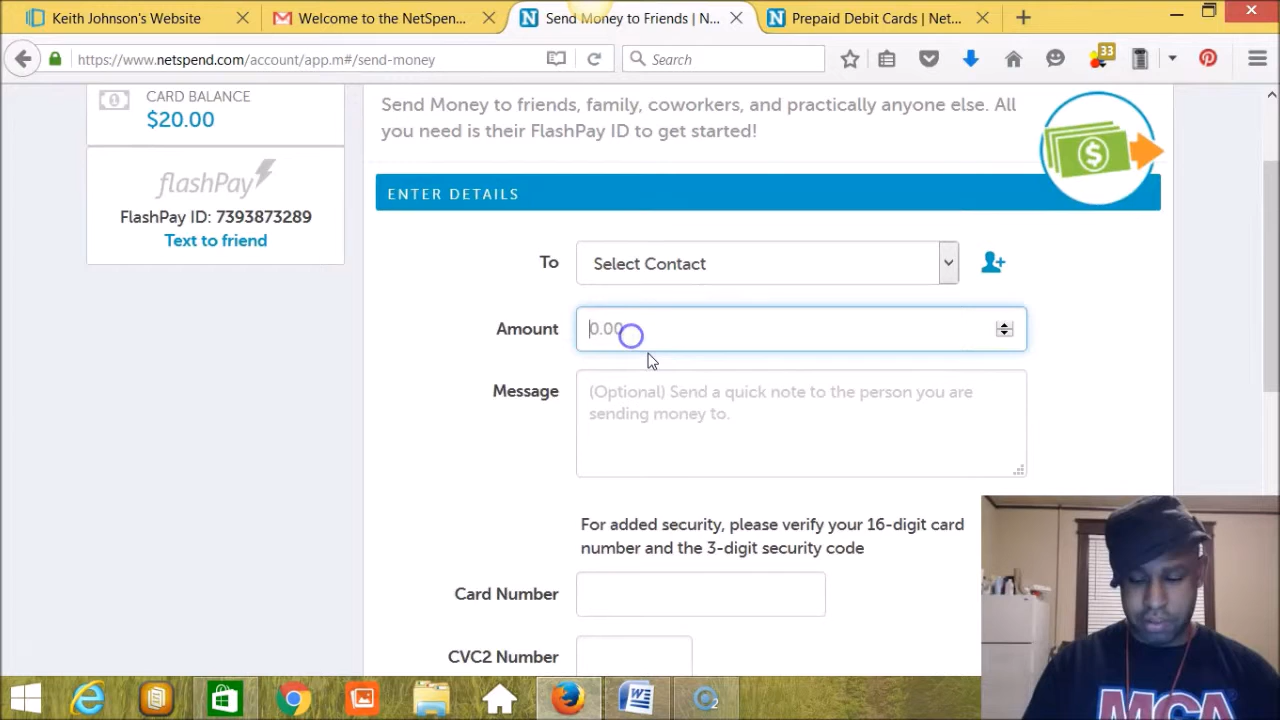 Keith Johnson's Website
Welcome to the NetSpen...
Send Money to Friends | N...
Prepaid Debit Cards | Net...
https://www.netspend.com/account/app.m#/send-money
Search
33
CARD BALANCE
$20.00
flashPay
FlashPay ID: 7393873289
Text to friend
Send Money to friends, family, coworkers, and practically anyone else. All
you need is their FlashPay ID to get started!
ENTER DETAILS
To
Select Contact
Amount
0.00
Message
(Optional) Send a quick note to the person you are
sending money to.
For added security, please verify your 16-digit card
number and the 3-digit security code
Card Number
CVC2 Number
MCA